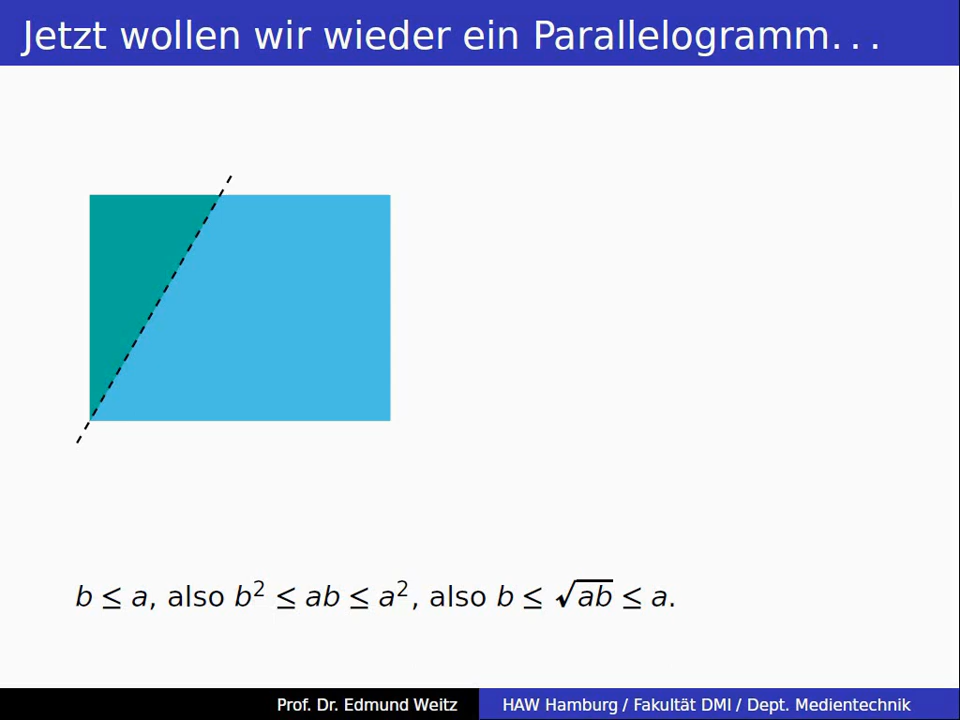 Jetzt wollen wir wieder ein Parallelogramm. . .
b ≤ a, also b² ≤ ab ≤ a², also b ≤ √ab ≤ a.
Prof. Dr. Edmund Weitz
HAW Hamburg / Fakultät DMI / Dept. Medientechnik